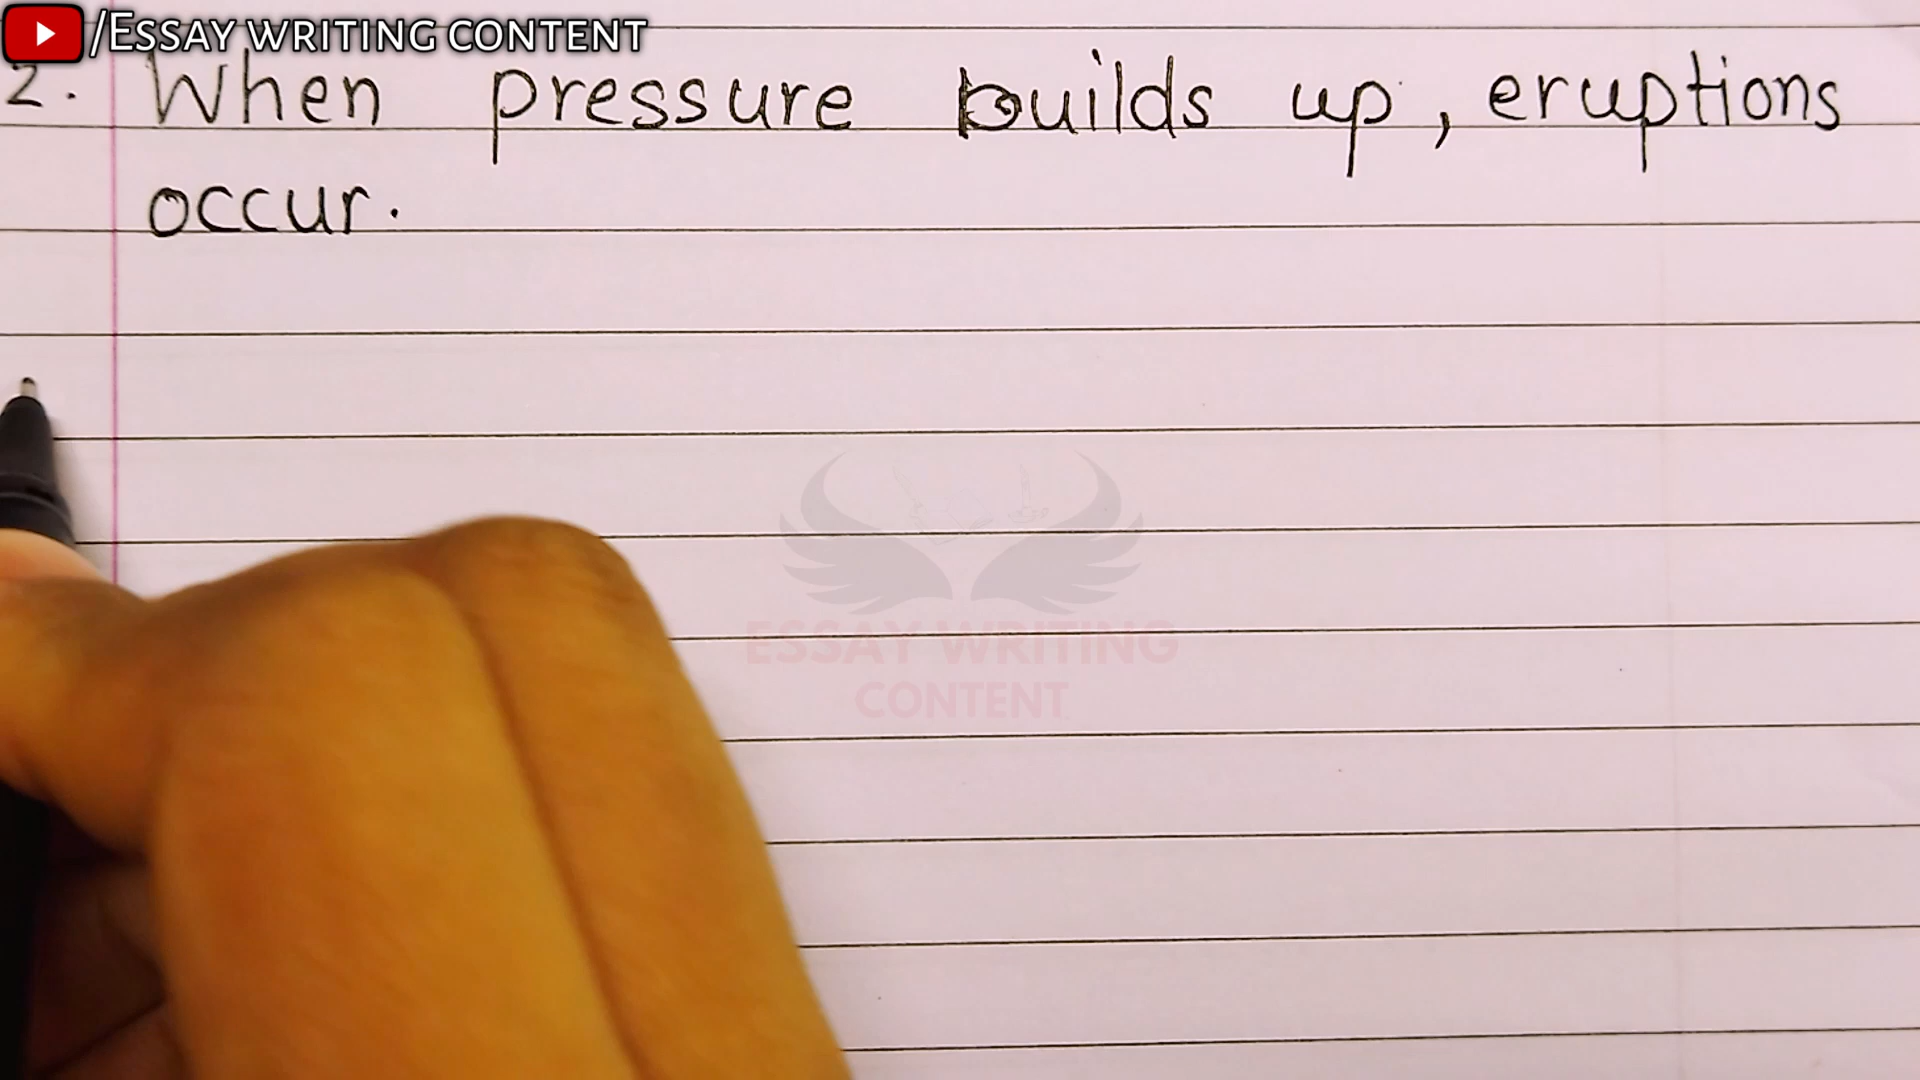 /ESSAY WRITING CONTENT
2. When pressure builds up, eruptions
occur.
ESSAY WRITING
CONTENT